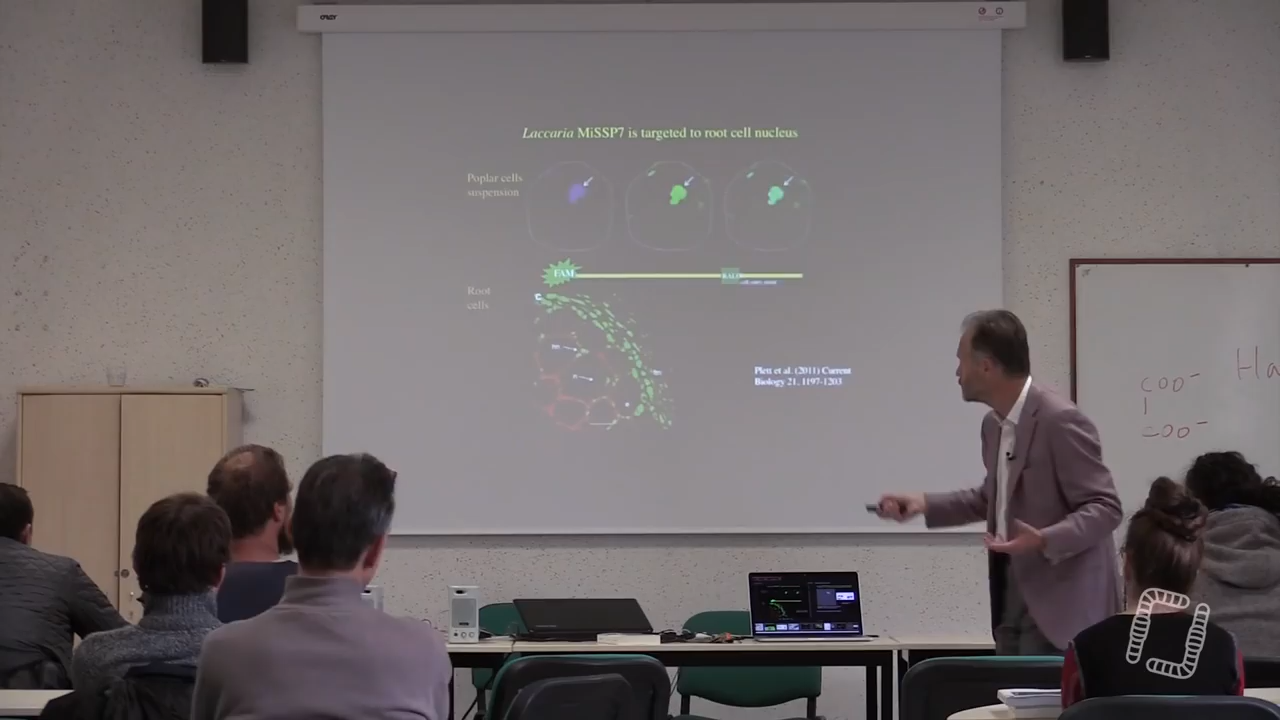 Laccaria MiSSP7 is targeted to root cell nucleus
Poplar cells
suspension
FAM
Root
cells
Plett et al. (2011) Current
Biology 21, 1197-1203
Ha
COO⁻
COO⁻